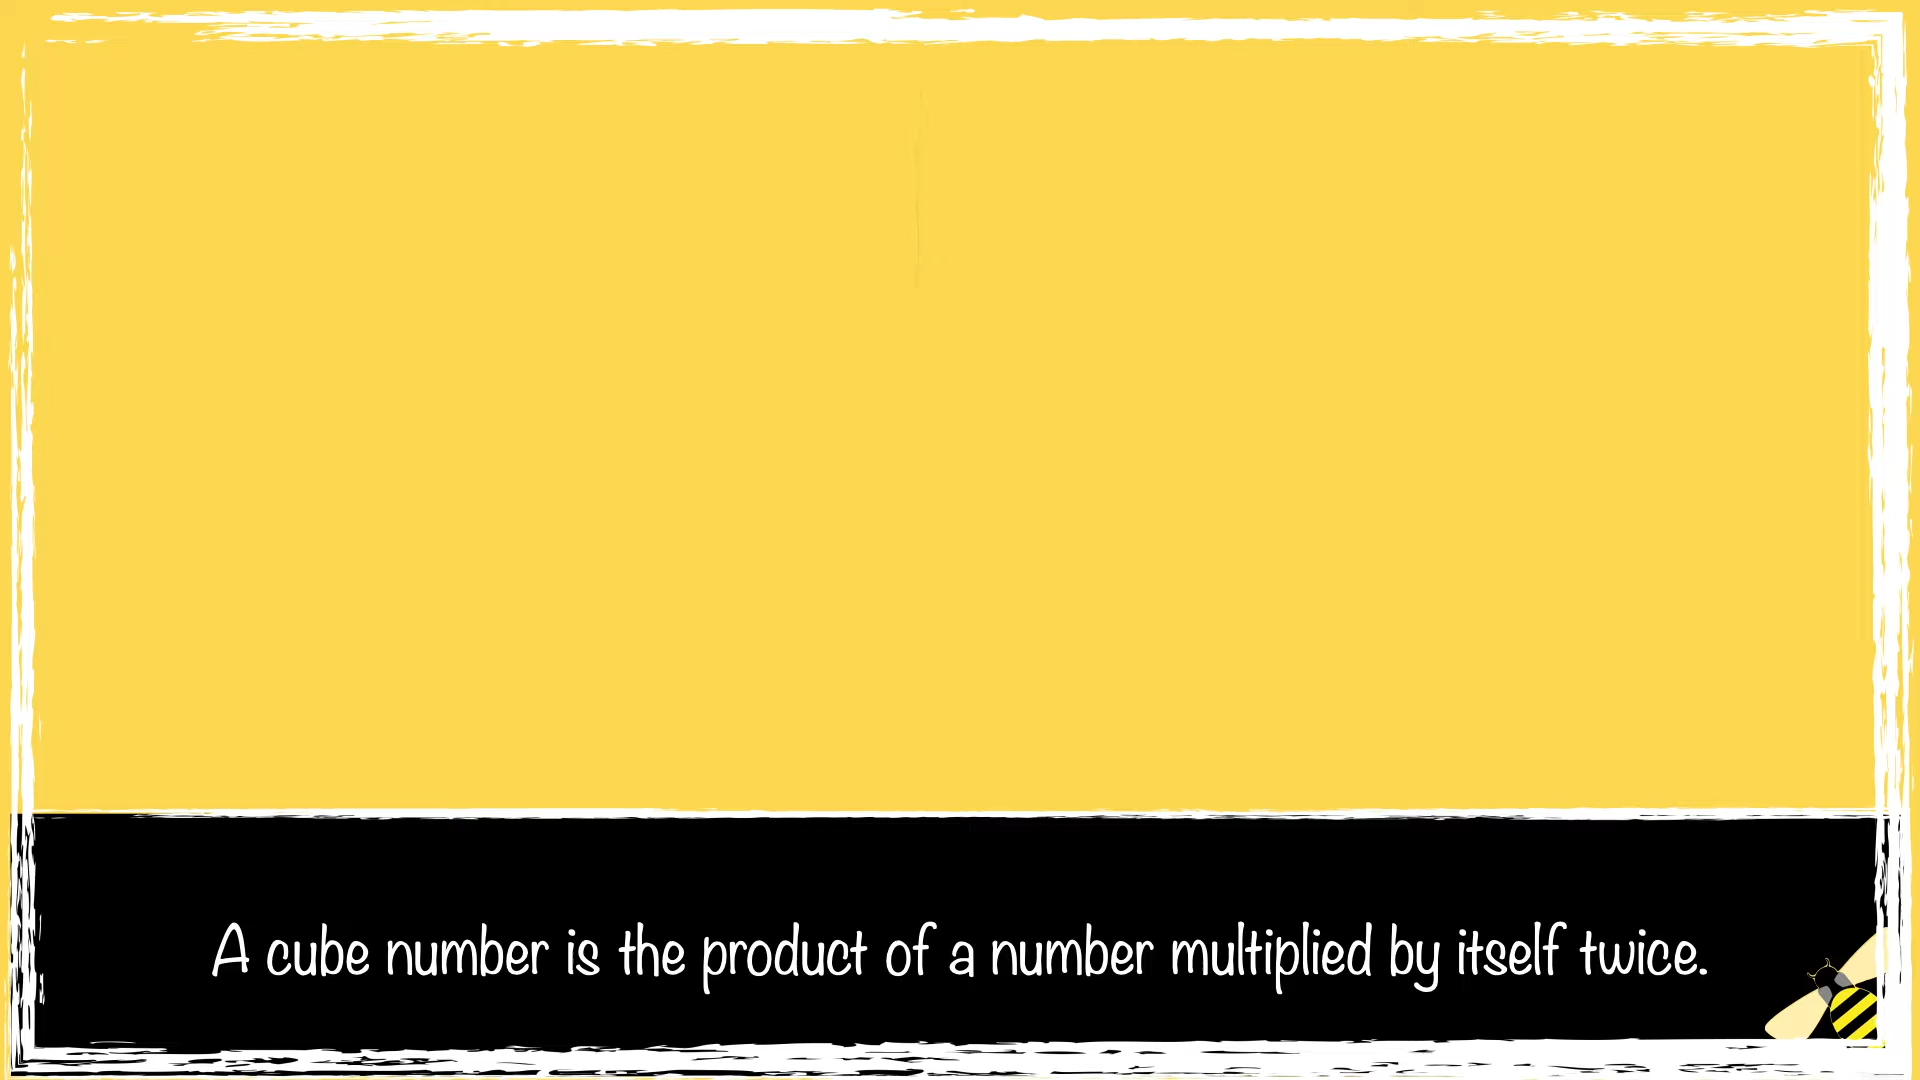 A cube number is the product of a number multiplied by itself twice.